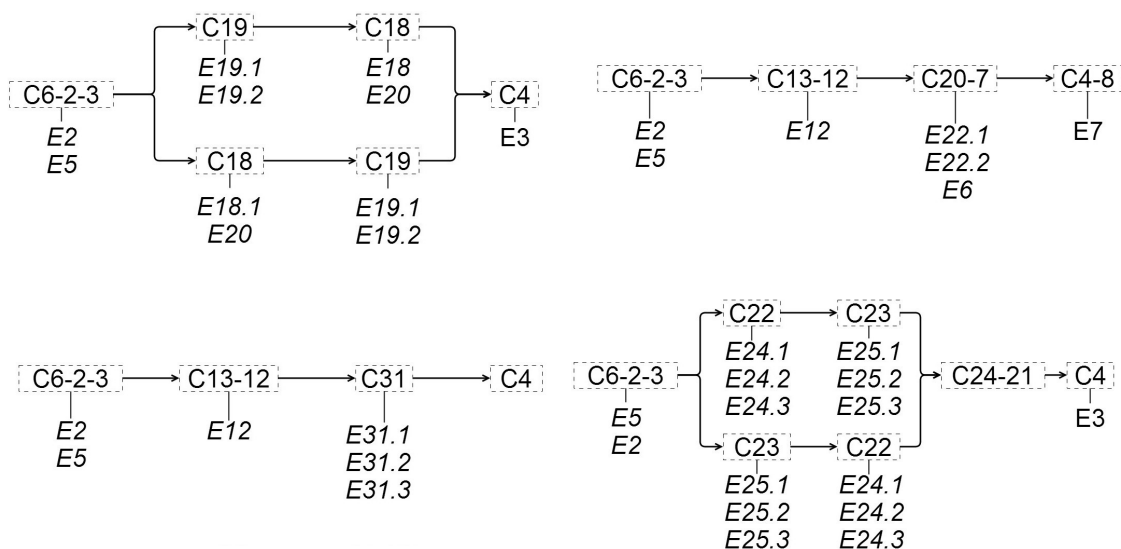 C19
C18
E19.1
E19.2
E18
E20
C6-2-3
E2
E5
C4
E3
C18
C19
E18.1
E20
E19.1
E19.2
C6-2-3
C13-12
C20-7
C4-8
E2
E5
E12
E22.1
E22.2
E6
E7
C6-2-3
C13-12
C31
C4
E2
E5
E12
E31.1
E31.2
E31.3
C22
C23
E24.1
E24.2
E24.3
E25.1
E25.2
E25.3
C6-2-3
E5
E2
C24-21
C4
E3
C23
C22
E25.1
E25.2
E25.3
E24.1
E24.2
E24.3